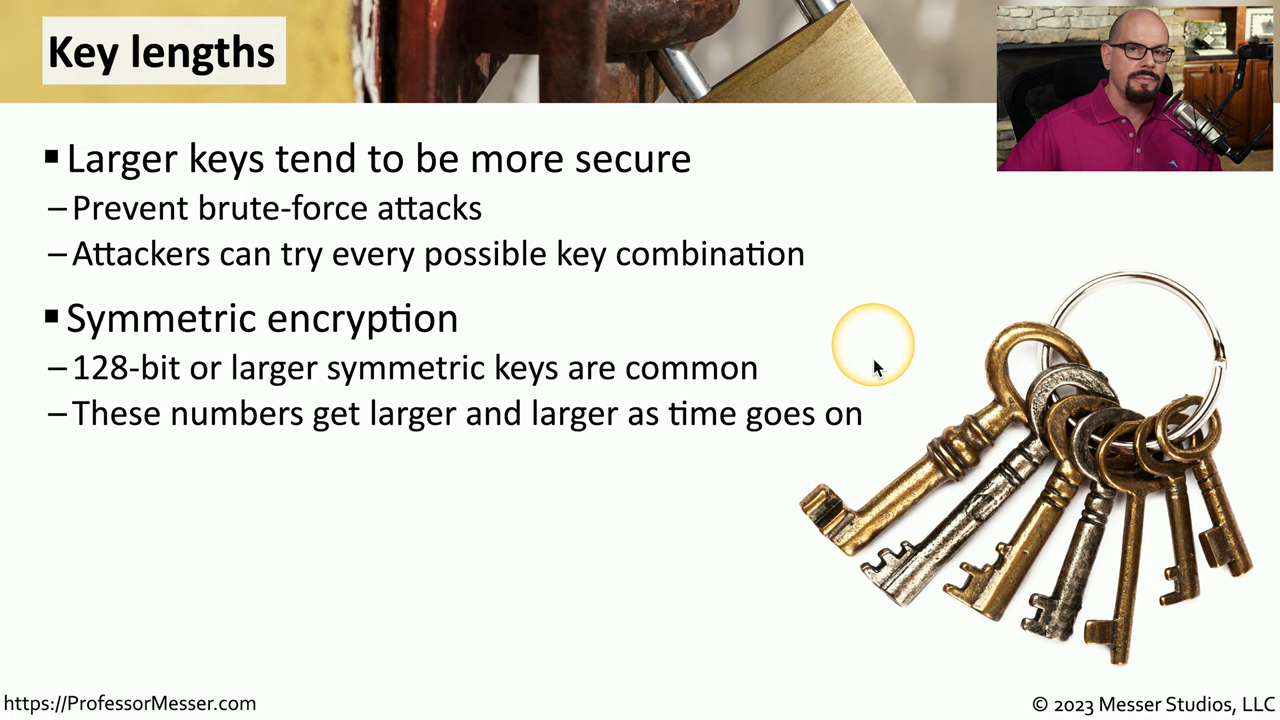 Key lengths
▪ Larger keys tend to be more secure
– Prevent brute-force attacks
– Attackers can try every possible key combination
▪ Symmetric encryption
– 128-bit or larger symmetric keys are common
– These numbers get larger and larger as time goes on
https://ProfessorMesser.com
© 2023 Messer Studios, LLC